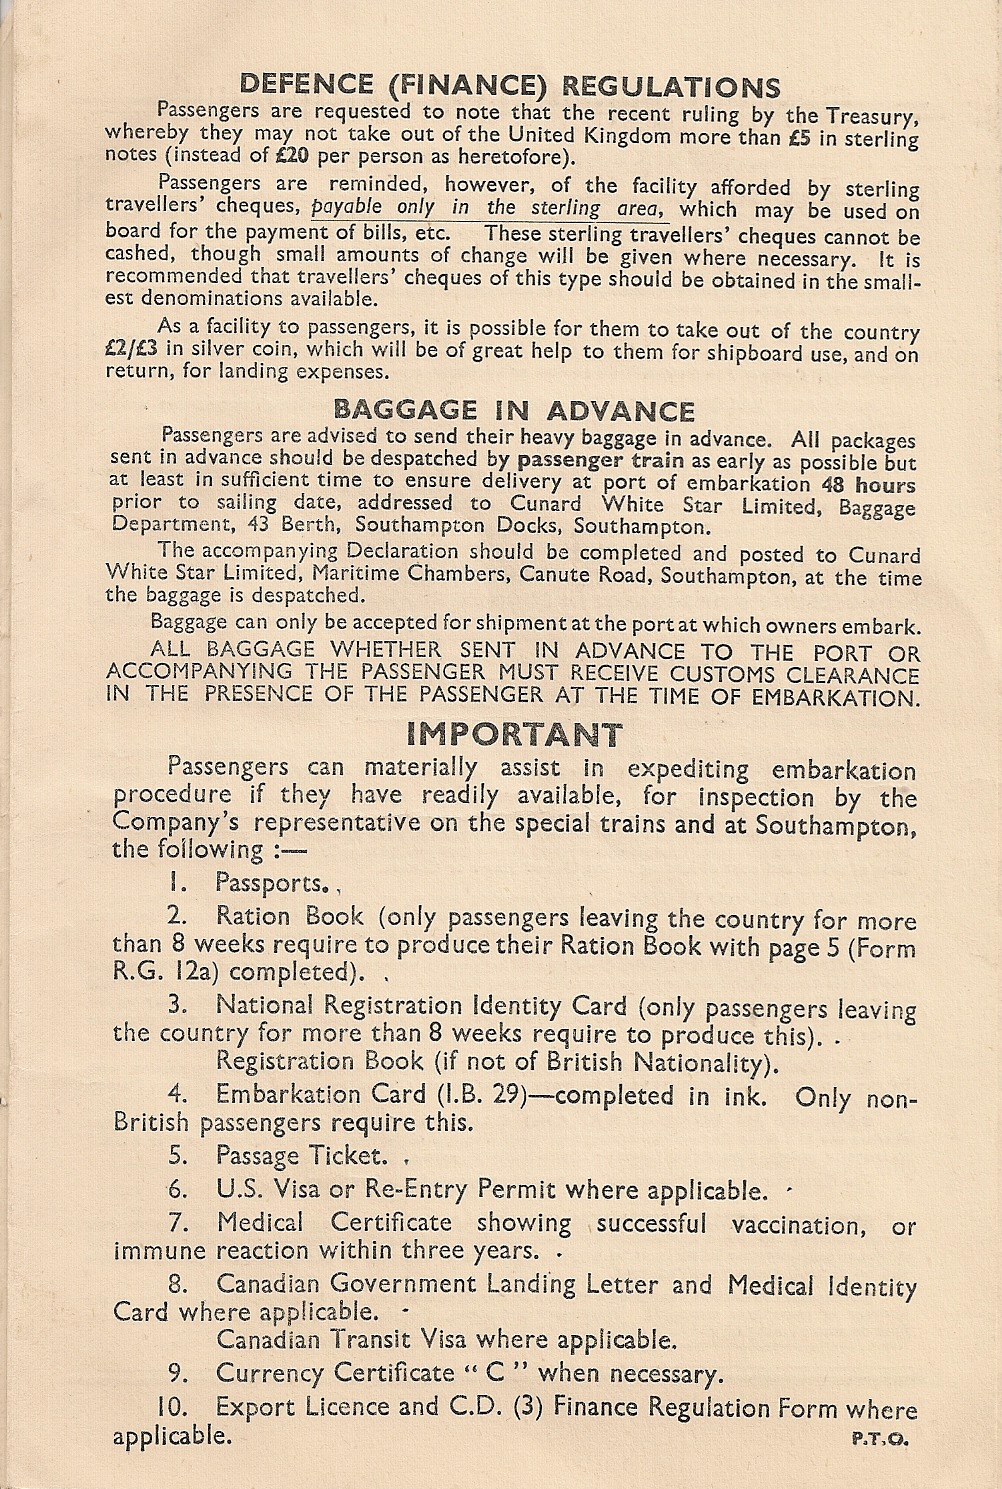 DEFENCE (FINANCE) REGULATIONS
Passengers are requested to note that the recent ruling by the Treasury,
whereby they may not take out of the United Kingdom more than £5 in sterling
notes (instead of £20 per person as heretofore).
Passengers are reminded, however, of the facility afforded by sterling
travellers' cheques, payable only in the sterling area, which may be used on
board for the payment of bills, etc. These sterling travellers' cheques cannot be
cashed, though small amounts of change will be given where necessary. It is
recommended that travellers' cheques of this type should be obtained in the small-
est denominations available.
As a facility to passengers, it is possible for them to take out of the country
£2/£3 in silver coin, which will be of great help to them for shipboard use, and on
return, for landing expenses.
BAGGAGE IN ADVANCE
Passengers are advised to send their heavy baggage in advance. All packages
sent in advance should be despatched by passenger train as early as possible but
at least in sufficient time to ensure delivery at port of embarkation 48 hours
prior to sailing date, addressed to Cunard White Star Limited, Baggage
Department, 43 Berth, Southampton Docks, Southampton.
The accompanying Declaration should be completed and posted to Cunard
White Star Limited, Maritime Chambers, Canute Road, Southampton, at the time
the baggage is despatched.
Baggage can only be accepted for shipment at the port at which owners embark.
ALL BAGGAGE WHETHER SENT IN ADVANCE TO THE PORT OR
ACCOMPANYING THE PASSENGER MUST RECEIVE CUSTOMS CLEARANCE
IN THE PRESENCE OF THE PASSENGER AT THE TIME OF EMBARKATION.
IMPORTANT
Passengers can materially assist in expediting embarkation
procedure if they have readily available, for inspection by the
Company's representative on the special trains and at Southampton,
the following :—
1. Passports.
2. Ration Book (only passengers leaving the country for more
than 8 weeks require to produce their Ration Book with page 5 (Form
R.G. 12a) completed).
3. National Registration Identity Card (only passengers leaving
the country for more than 8 weeks require to produce this).
Registration Book (if not of British Nationality).
4. Embarkation Card (I.B. 29)—completed in ink. Only non-
British passengers require this.
5. Passage Ticket.
6. U.S. Visa or Re-Entry Permit where applicable.
7. Medical Certificate showing successful vaccination, or
immune reaction within three years.
8. Canadian Government Landing Letter and Medical Identity
Card where applicable.
Canadian Transit Visa where applicable.
9. Currency Certificate “ C ” when necessary.
10. Export Licence and C.D. (3) Finance Regulation Form where
applicable.
P.T.O.